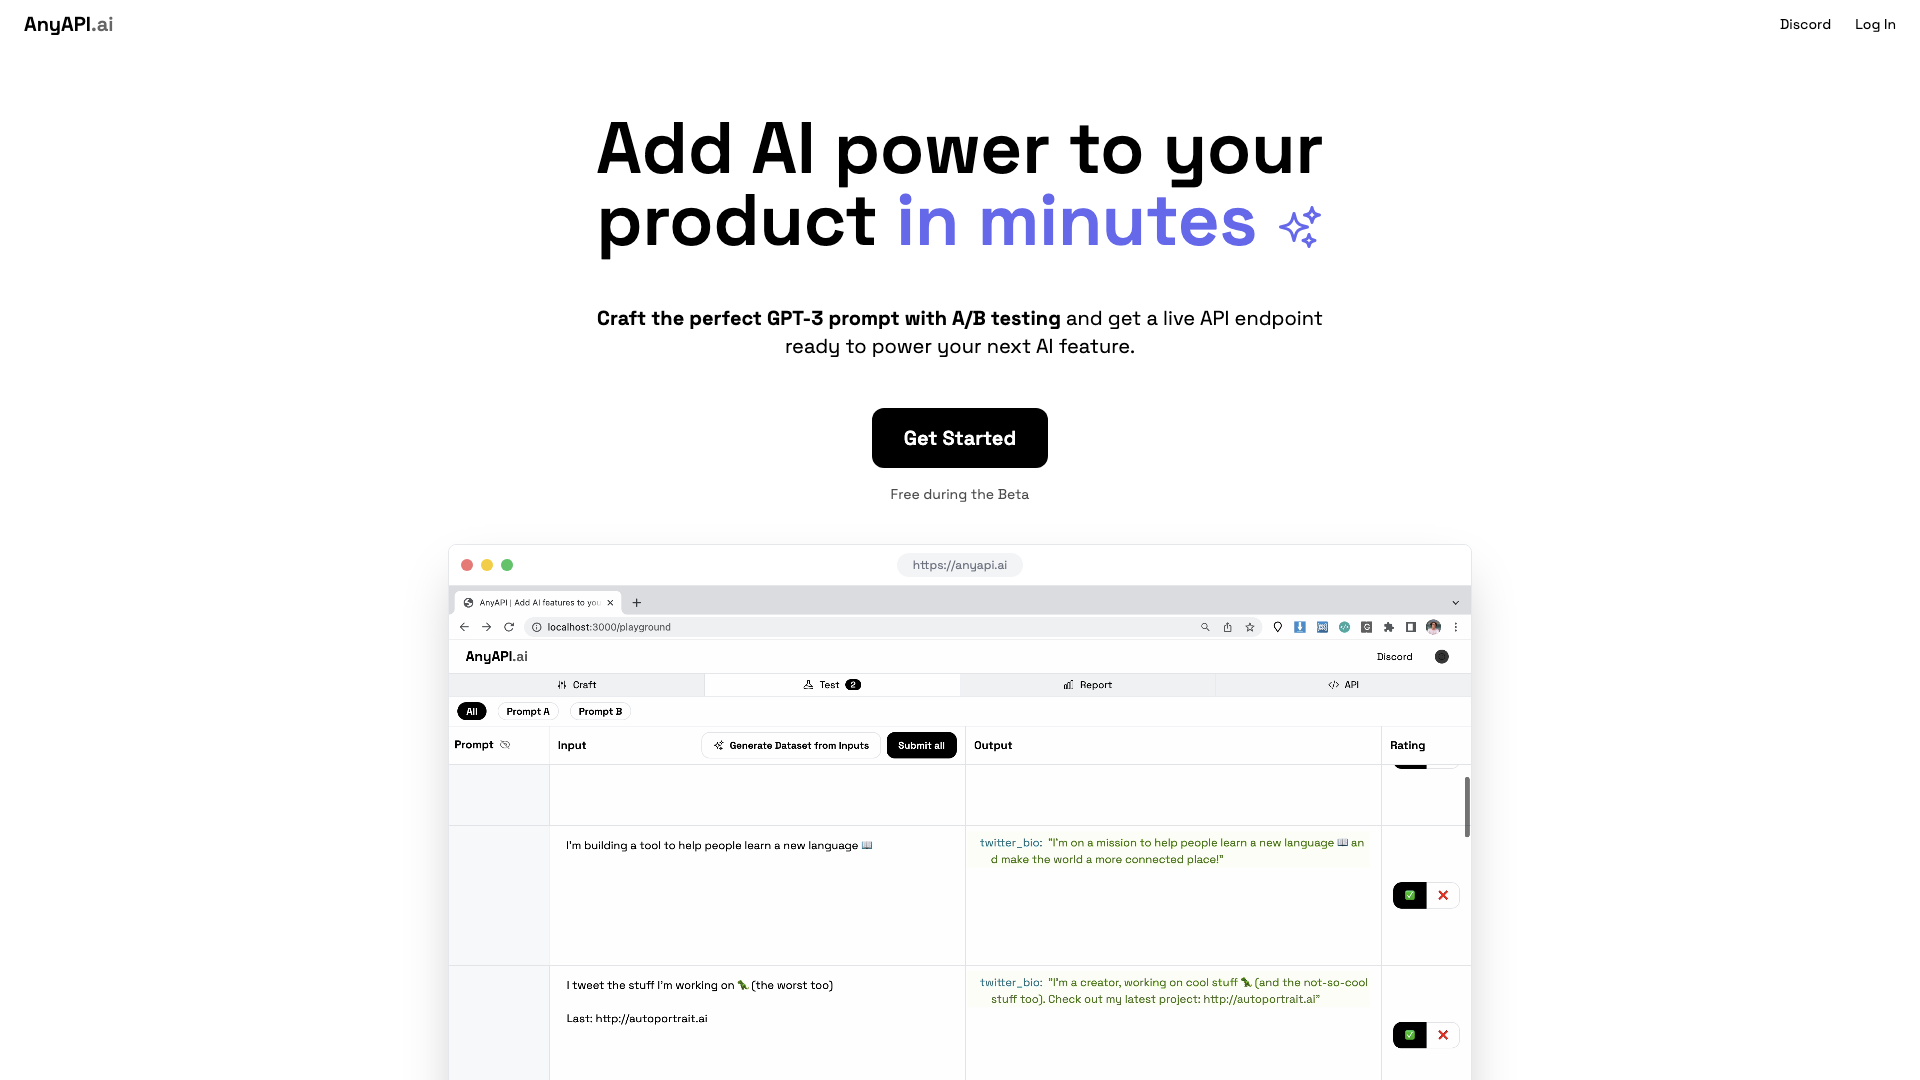 AnyAPI.ai
Discord
Log In
Add AI power to your
product in minutes
Craft the perfect GPT-3 prompt with A/B testing and get a live API endpoint
ready to power your next AI feature.
Get Started
Free during the Beta
https://anyapi.ai
AnyAPI | Add AI features to you
localhost:3000/playground
AnyAPI.ai
Discord
Craft
Test 2
Report
API
All
Prompt A
Prompt B
Prompt
Input
Generate Dataset from Inputs
Submit all
Output
Rating
I'm building a tool to help people learn a new language 📖
twitter_bio: "I'm on a mission to help people learn a new language 📖 an
d make the world a more connected place!"
I tweet the stuff I'm working on 🦖 (the worst too)
Last: http://autoportrait.ai
twitter_bio: "I'm a creator, working on cool stuff 🦖 (and the not-so-cool
stuff too). Check out my latest project: http://autoportrait.ai"